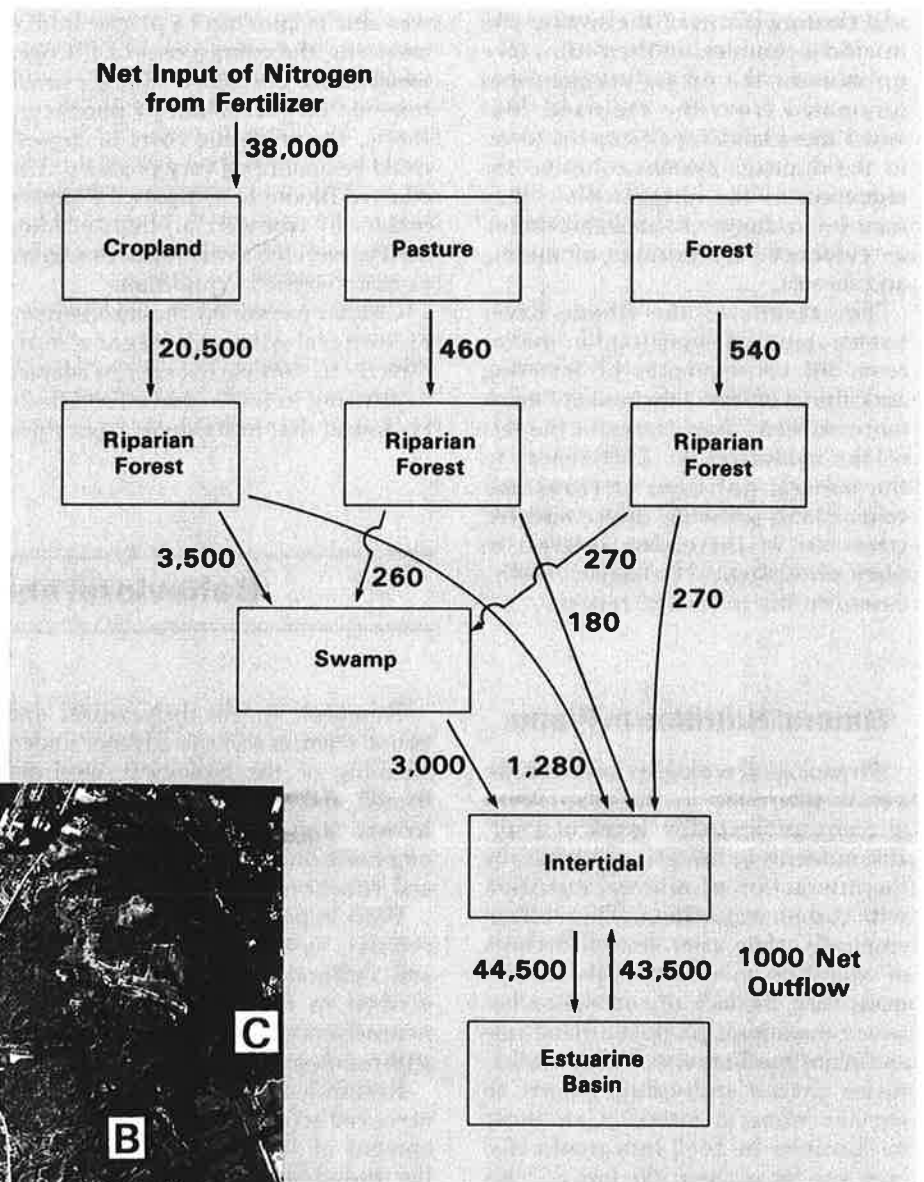 Net Input of Nitrogen
from Fertilizer
38,000
Cropland
Pasture
Forest
20,500
460
540
Riparian
Forest
Riparian
Forest
Riparian
Forest
3,500
260
270
180
270
Swamp
3,000
1,280
Intertidal
44,500
43,500
1000 Net
Outflow
Estuarine
Basin
C
B